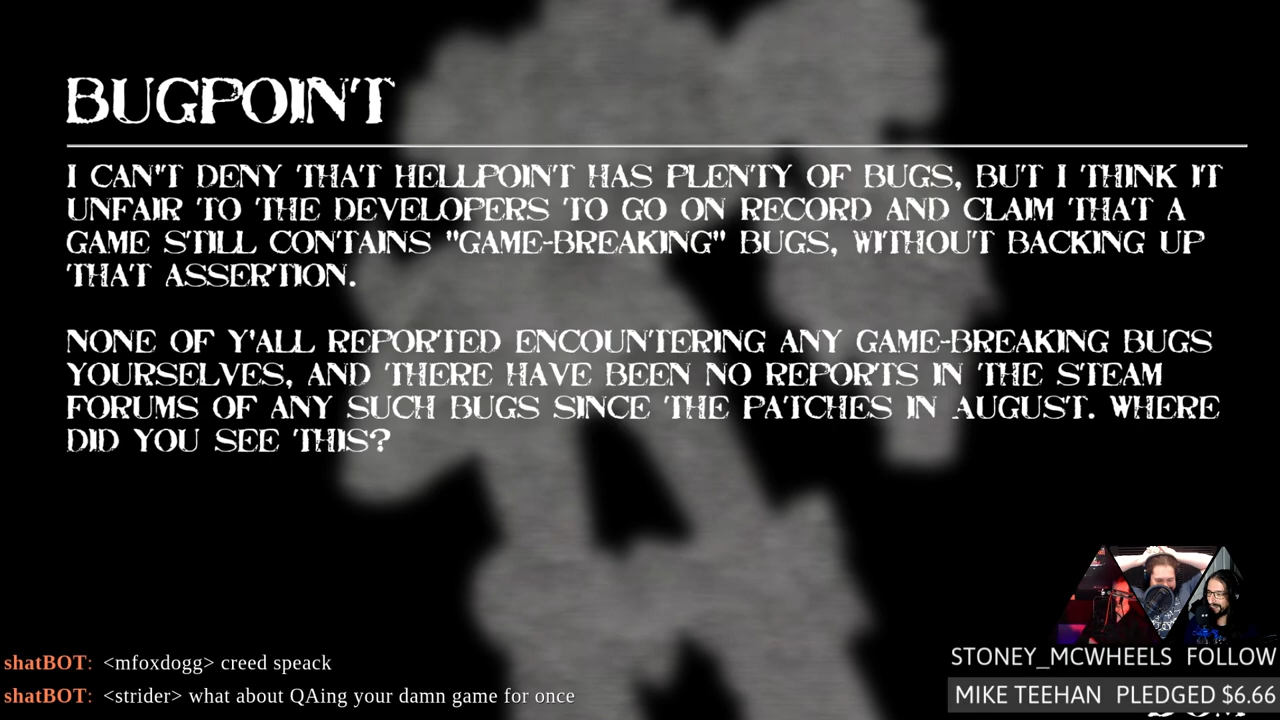 BUGPOINT
I CAN'T DENY THAT HELLPOINT HAS PLENTY OF BUGS, BUT I THINK IT
UNFAIR TO THE DEVELOPERS TO GO ON RECORD AND CLAIM THAT A
GAME STILL CONTAINS "GAME-BREAKING" BUGS, WITHOUT BACKING UP
THAT ASSERTION.
NONE OF Y'ALL REPORTED ENCOUNTERING ANY GAME-BREAKING BUGS
YOURSELVES, AND THERE HAVE BEEN NO REPORTS IN THE STEAM
FORUMS OF ANY SUCH BUGS SINCE THE PATCHES IN AUGUST. WHERE
DID YOU SEE THIS?
shatBOT: <mfoxdogg> creed speack
shatBOT: <strider> what about QAing your damn game for once
STONEY_MCWHEELS FOLLOW
MIKE TEEHAN PLEDGED $6.66